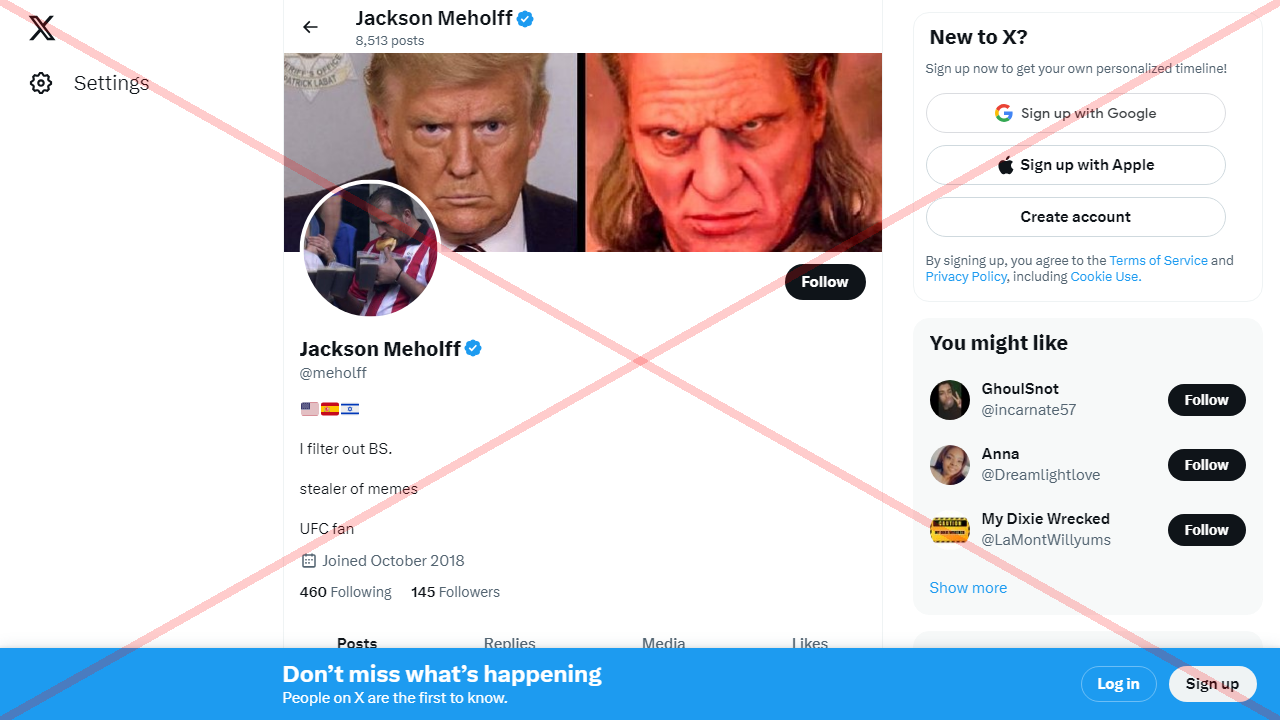 Settings
Jackson Meholff
8,513 posts
SHERIFF'S OFFICE
PATRICK LABAT
Follow
Jackson Meholff
@meholff
🇺🇸🇪🇸🇮🇱
I filter out BS.
stealer of memes
UFC fan
Joined October 2018
460 Following 145 Followers
Posts Replies Media Likes
New to X?
Sign up now to get your own personalized timeline!
Sign up with Google
Sign up with Apple
Create account
By signing up, you agree to the Terms of Service and
Privacy Policy, including Cookie Use.
You might like
GhoulSnot
@incarnate57
Follow
Anna
@Dreamlightlove
Follow
My Dixie Wrecked
@LaMontWillyums
Follow
CAUTION
MY DIXIE WRECKED
Show more
Don’t miss what’s happening
People on X are the first to know.
Log in
Sign up